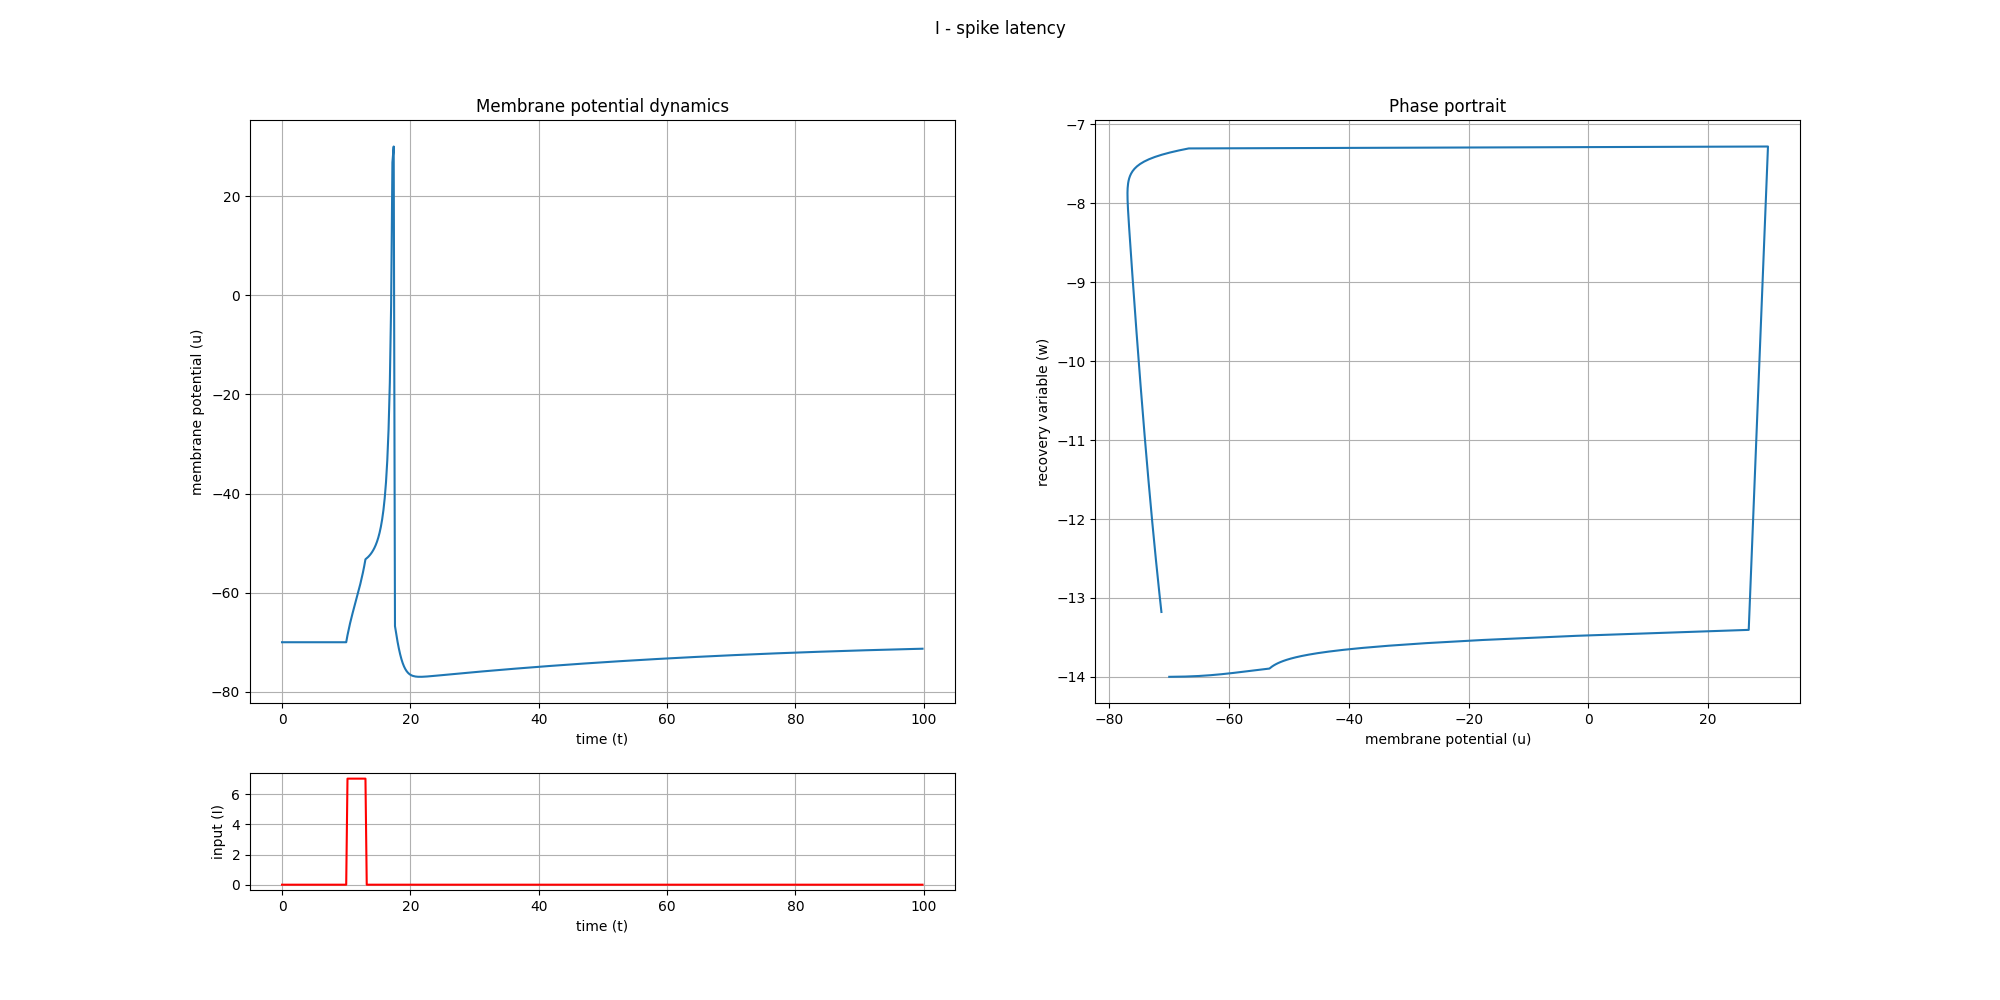 I - spike latency
Membrane potential dynamics
membrane potential (u)
20
0
−20
−40
−60
−80
0 20 40 60 80 100
time (t)
Phase portrait
recovery variable (w)
−7
−8
−9
−10
−11
−12
−13
−14
−80 −60 −40 −20 0 20
membrane potential (u)
input (I)
6
4
2
0
0 20 40 60 80 100
time (t)